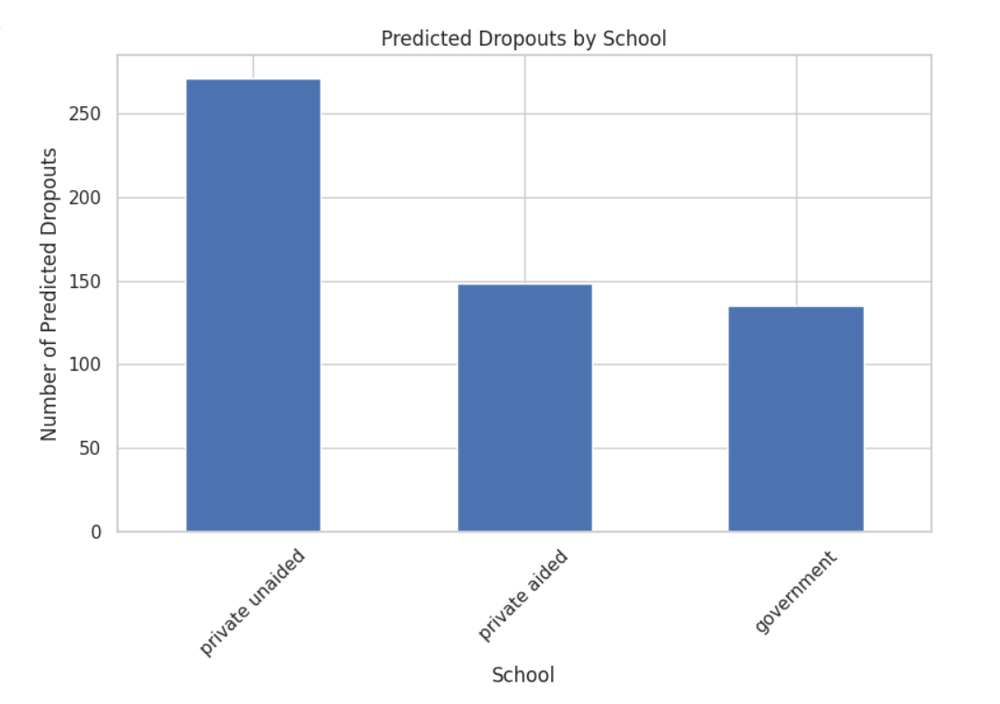 Predicted Dropouts by School
Number of Predicted Dropouts
250
200
150
100
50
0
private unaided
private aided
government
School